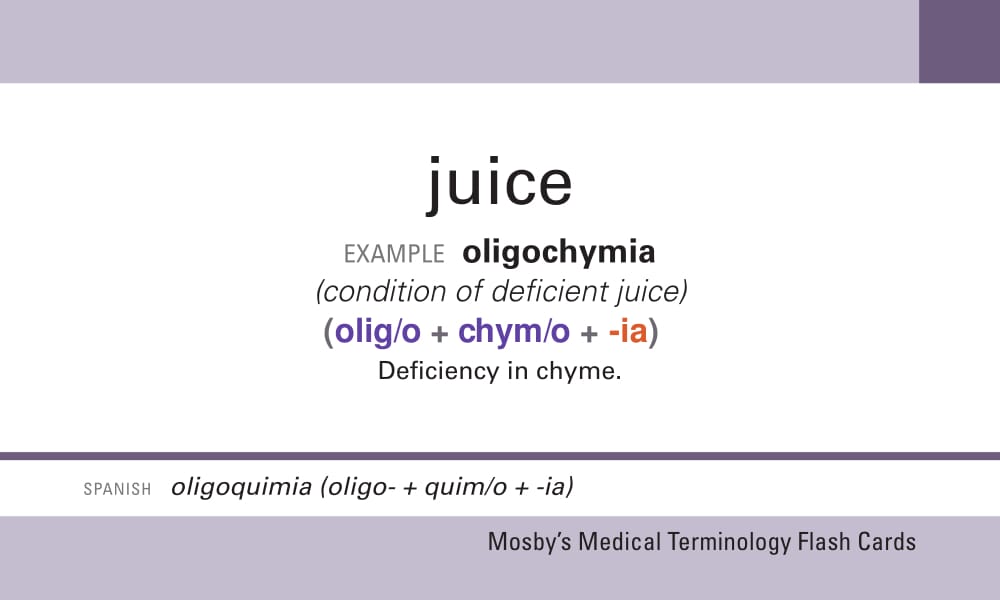 juice
EXAMPLE oligochymia
(condition of deficient juice)
(olig/o + chym/o + -ia)
Deficiency in chyme.
SPANISH oligoquimia (oligo- + quim/o + -ia)
Mosby's Medical Terminology Flash Cards